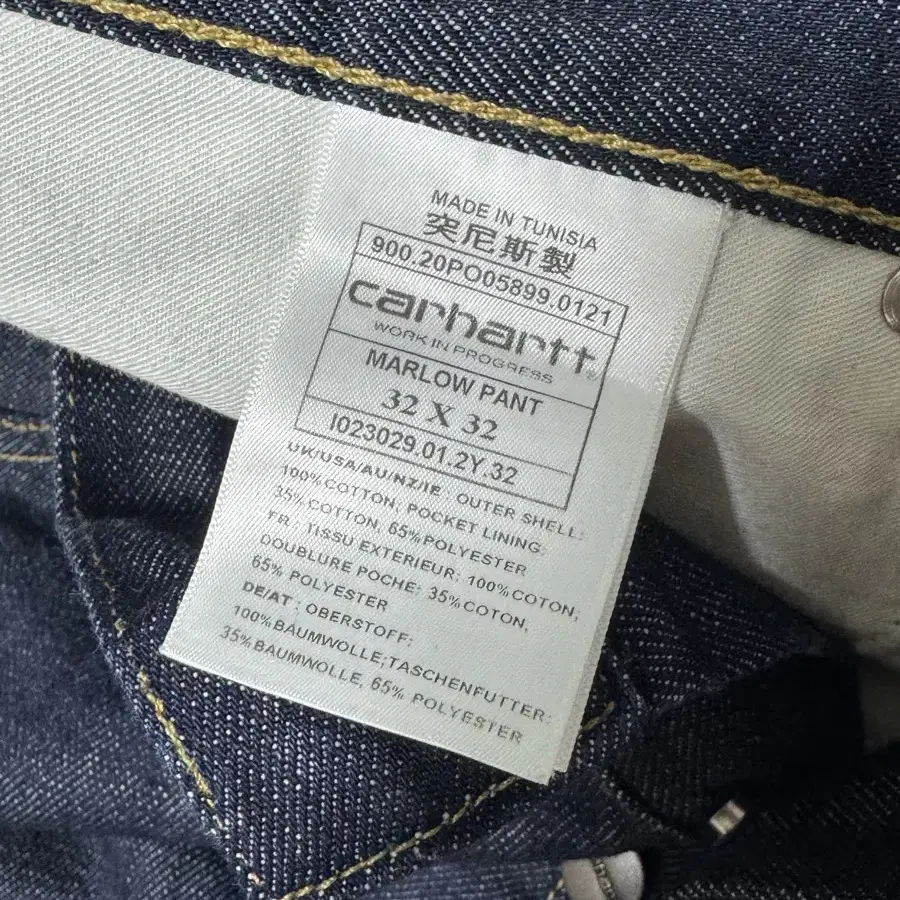 MADE IN TUNISIA
突尼斯製
900.20PO05899.0121
carhartt®
WORK IN PROGRESS
MARLOW PANT
32 X 32
I023029.01.2Y.32
UK/USA/AU/NZ/IE OUTER SHELL:
100%COTTON; POCKET LINING:
35%COTTON, 65%POLYESTER
FR : TISSU EXTERIEUR: 100% COTON;
DOUBLURE POCHE: 35%COTON,
65% POLYESTER
DE/AT : OBERSTOFF:
100%BAUMWOLLE;TASCHENFUTTER:
35%BAUMWOLLE, 65% POLYESTER